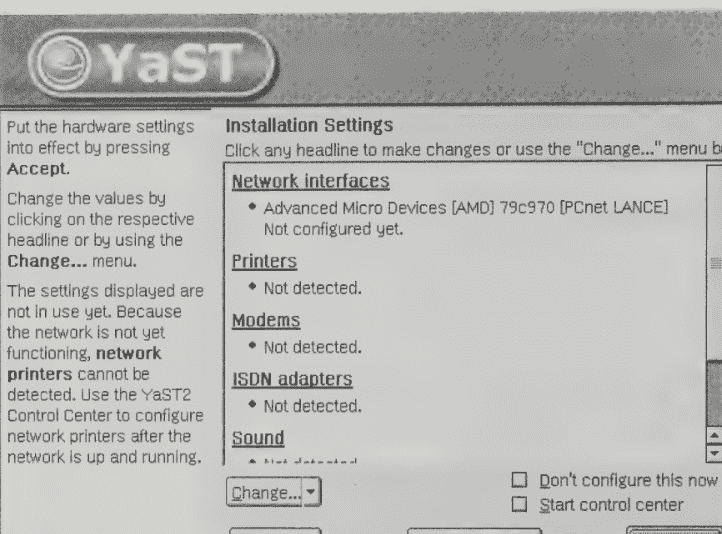 YaST
Put the hardware settings
into effect by pressing
Accept.
Change the values by
clicking on the respective
headline or by using the
Change... menu.
The settings displayed are
not in use yet. Because
the network is not yet
functioning, network
printers cannot be
detected. Use the YaST2
Control Center to configure
network printers after the
network is up and running.
Installation Settings
Click any headline to make changes or use the "Change..." menu
Network interfaces
• Advanced Micro Devices [AMD] 79c970 [PCnet LANCE]
Not configured yet.
Printers
• Not detected.
Modems
• Not detected.
ISDN adapters
• Not detected.
Sound
• Not detected
Change...
Don't configure this now
Start control center